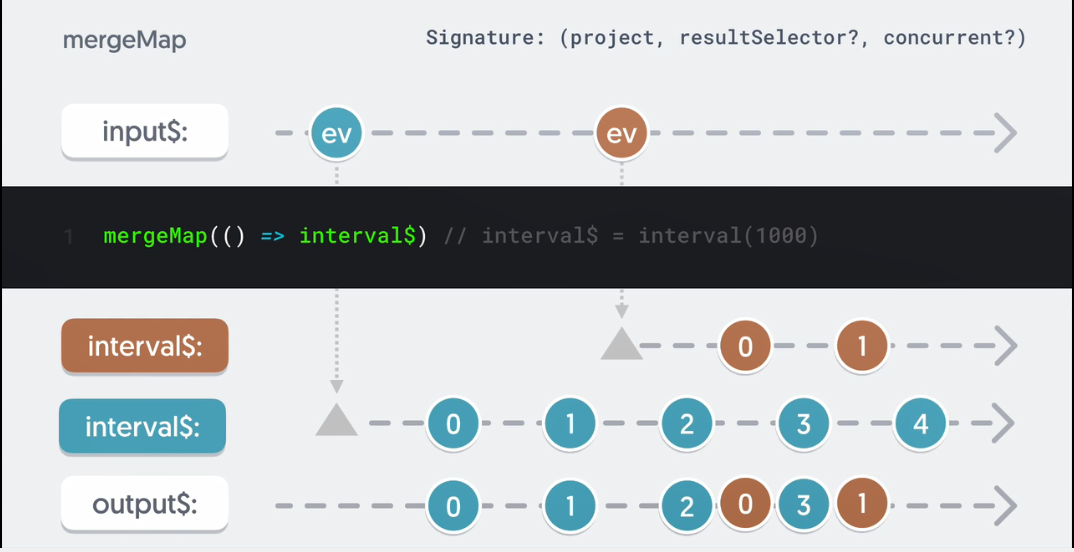 mergeMap
Signature: (project, resultSelector?, concurrent?)
input$: ev ev
1 mergeMap(() => interval$) // interval$ = interval(1000)
interval$: 0 1
interval$: 0 1 2 3 4
output$: 0 1 2 0 3 1